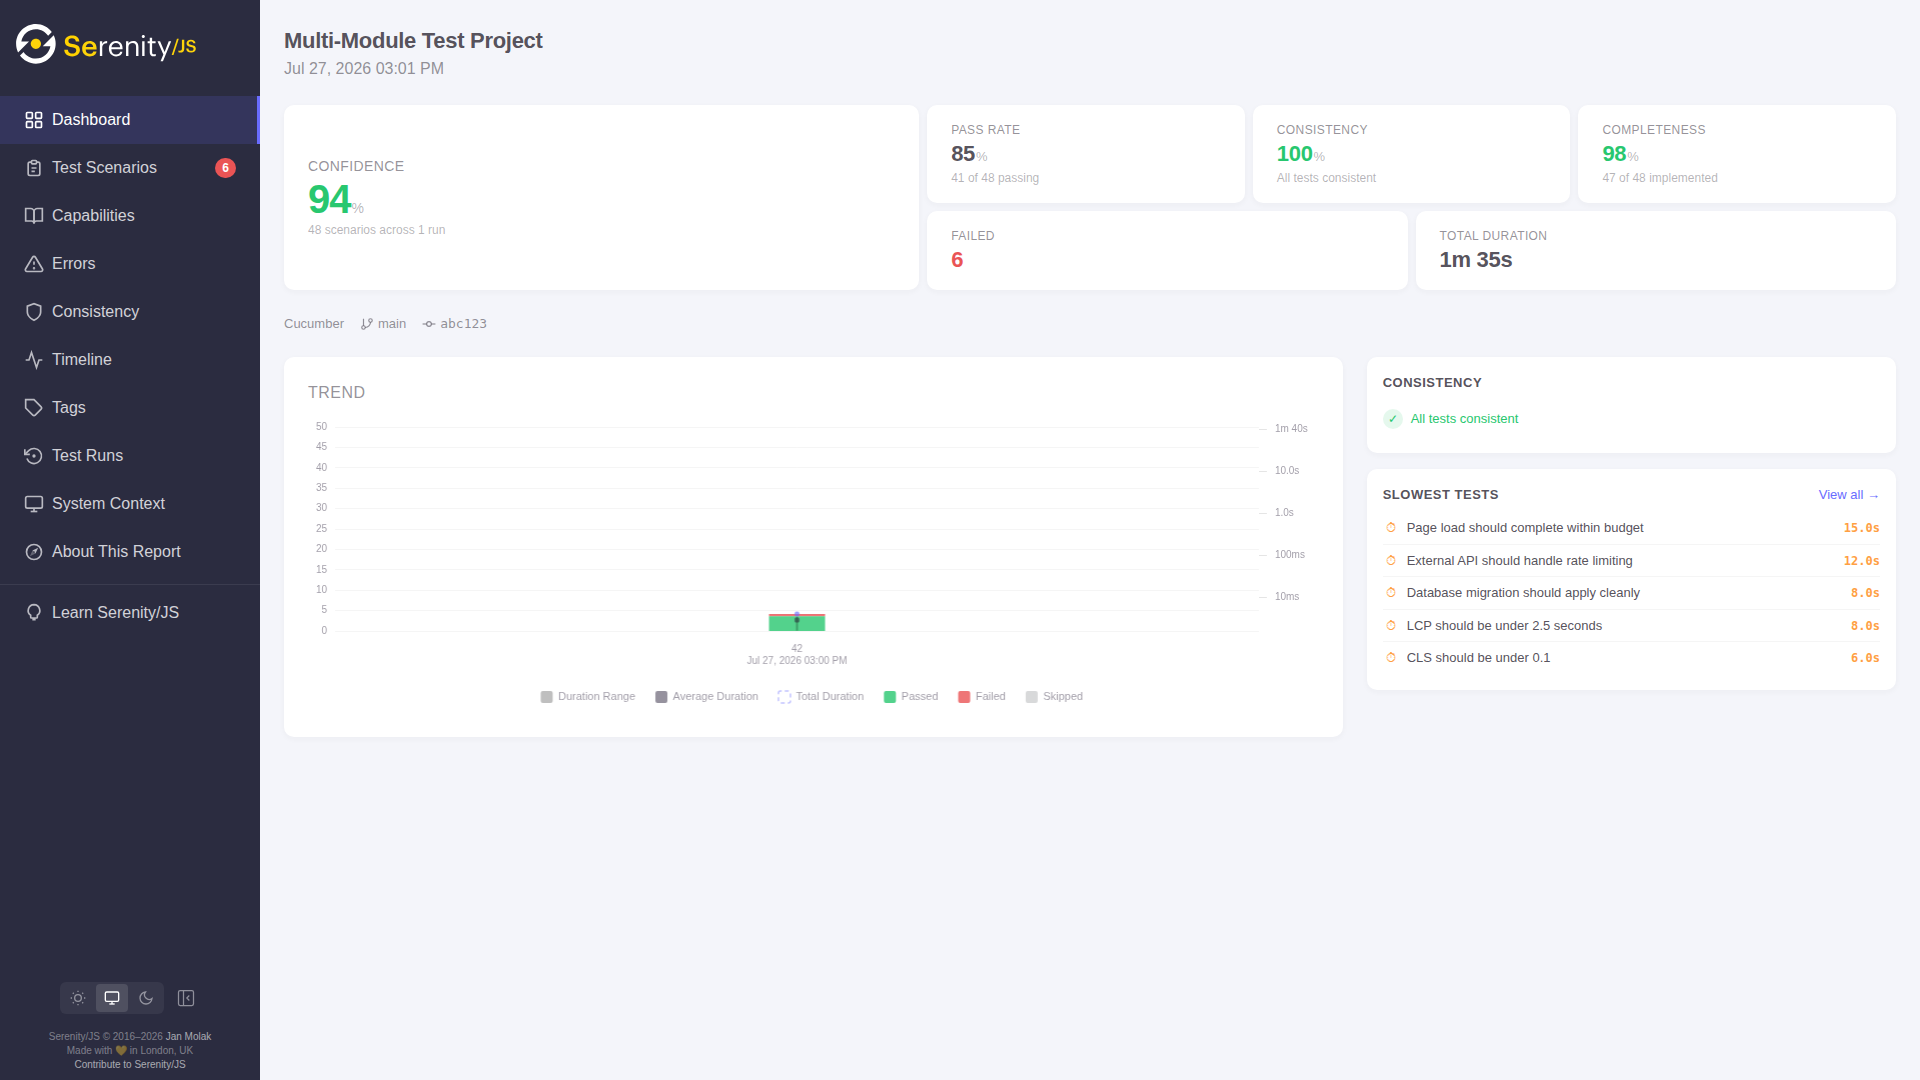 Serenity/JS
Dashboard
Test Scenarios 6
Capabilities
Errors
Consistency
Timeline
Tags
Test Runs
System Context
About This Report
Learn Serenity/JS
Serenity/JS © 2016–2026 Jan Molak
Made with 🧡 in London, UK
Contribute to Serenity/JS
Multi-Module Test Project
Jul 27, 2026 03:01 PM
CONFIDENCE
94%
48 scenarios across 1 run
PASS RATE
85%
41 of 48 passing
CONSISTENCY
100%
All tests consistent
COMPLETENESS
98%
47 of 48 implemented
FAILED
6
TOTAL DURATION
1m 35s
Cucumber main abc123
TREND
50
45
40
35
30
25
20
15
10
5
0
1m 40s
10.0s
1.0s
100ms
10ms
42
Jul 27, 2026 03:00 PM
Duration Range Average Duration Total Duration Passed Failed Skipped
CONSISTENCY
✓ All tests consistent
SLOWEST TESTS View all →
Page load should complete within budget 15.0s
External API should handle rate limiting 12.0s
Database migration should apply cleanly 8.0s
LCP should be under 2.5 seconds 8.0s
CLS should be under 0.1 6.0s